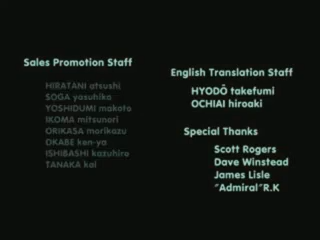 Sales Promotion Staff
HIRATANI atsushi
SOGA yasuhiko
YOSHIDUMI makoto
IKOMA mitsunori
ORIKASA morikazu
OKABE ken-ya
ISHIBASHI kazuhiro
TANAKA kei
English Translation Staff
HYODŌ takefumi
OCHIAI hiroaki
Special Thanks
Scott Rogers
Dave Winstead
James Lisle
"Admiral"R.K